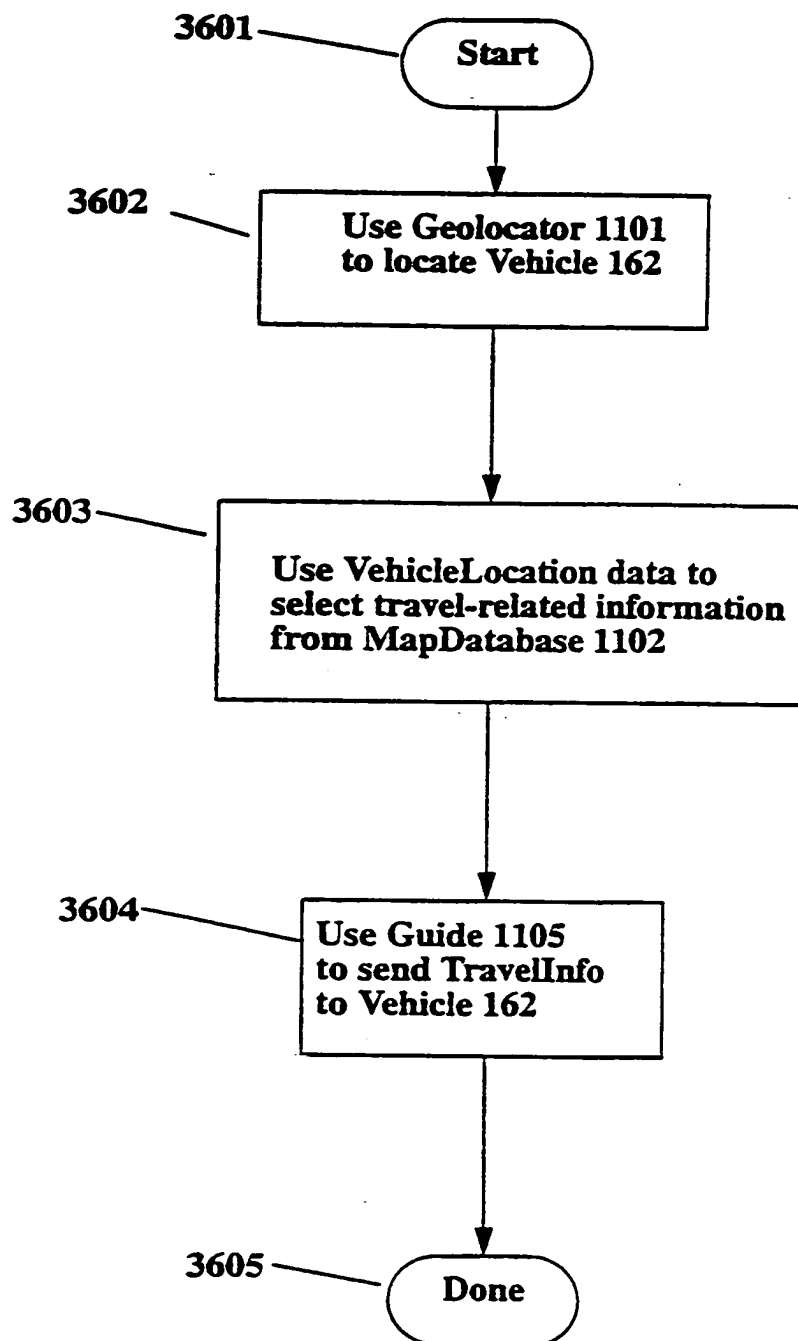 3601
Start
3602
Use Geolocator 1101
to locate Vehicle 162
3603
Use VehicleLocation data to
select travel-related information
from MapDatabase 1102
3604
Use Guide 1105
to send TravelInfo
to Vehicle 162
3605
Done